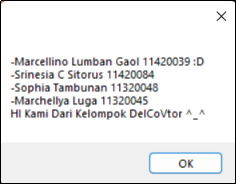 -Marcellino Lumban Gaol 11420039 :D
-Srinesia C Sitorus 11420084
-Sophia Tambunan 11320048
-Marchellya Luga 11320045
HI Kami Dari Kelompok DelCoVtor ^_^
OK